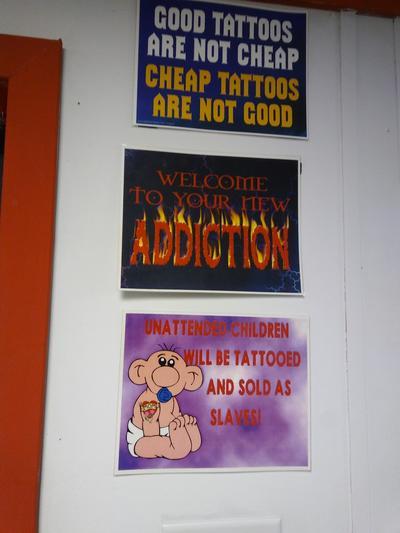 GOOD TATTOOS
ARE NOT CHEAP
CHEAP TATTOOS
ARE NOT GOOD
WELCOME
TO YOUR NEW
ADDICTION
UNATTENDED CHILDREN
WILL BE TATTOOED
AND SOLD AS
SLAVES!